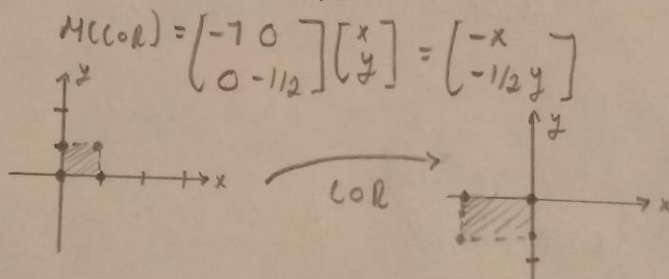 M(COR) = [-1 0 0 -1/2] [x y] = [-x -1/2 y]
y
x
COR
y
x